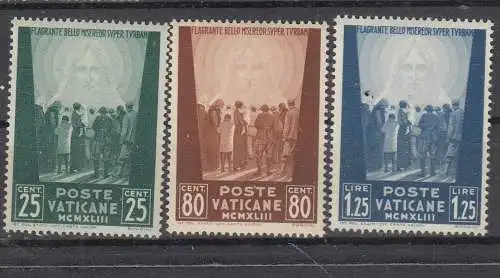 FLAGRANTE BELLO MISEREOR SVPER TVRBAM
CENT. POSTE CENT.
25 VATICANE 25
MCMXLIII
FLAGRANTE BELLO MISEREOR SVPER TVRBAM
CENT. POSTE CENT.
80 VATICANE 80
MCMXLIII
FLAGRANTE BELLO MISEREOR SVPER TVRBAM
LIRE POSTE LIRE
1.25 VATICANE 1.25
MCMXLIII